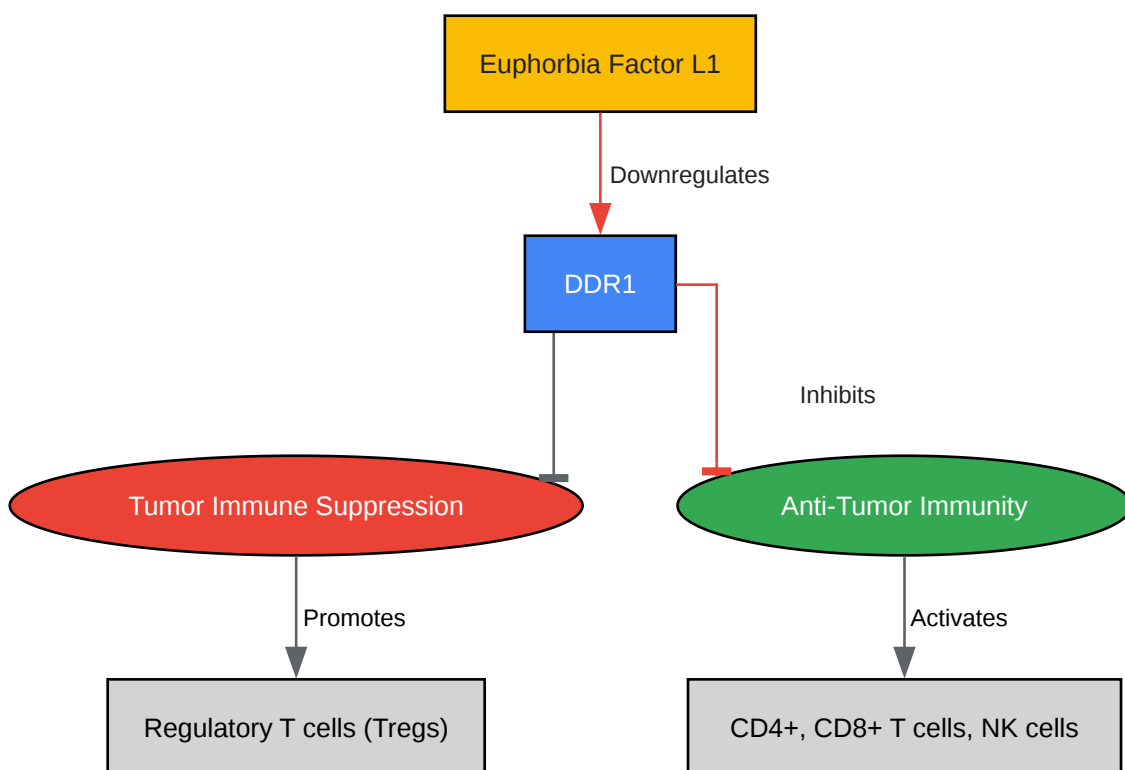 Euphorbia Factor L1
Downregulates
DDR1
Inhibits
Tumor Immune Suppression
Anti-Tumor Immunity
Promotes
Activates
Regulatory T cells (Tregs)
CD4+, CD8+ T cells, NK cells